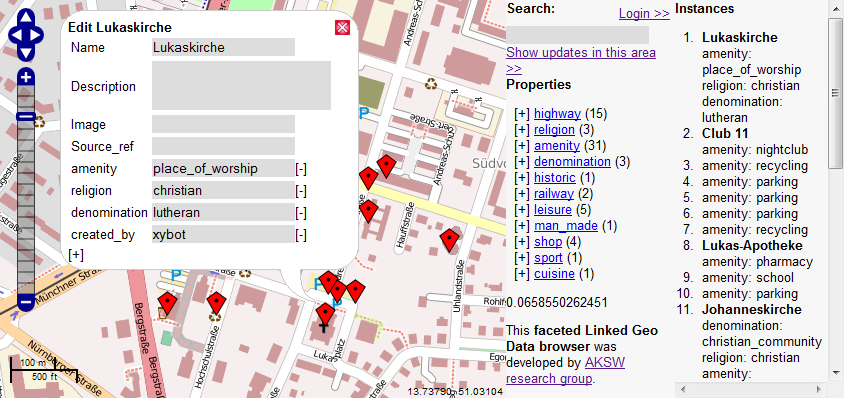 Edit Lukaskirche
Name Lukaskirche
Description
Image
Source_ref
amenity place_of_worship [-]
religion christian [-]
denomination lutheran [-]
created_by xybot [-]
[+]
Andreas-S
Andreas-Schu
Südvo
Hauffstraße
Uhlandstraße
Münchner Straße
Nürnberger Straße
Bergstraße
Bergstraße
Hochschulstraße
Lukasplatz
Rohlf
Egor
P
P
P
P
100 m
500 ft
13.73790, 51.03104
Search:
Login >>
Show updates in this area
>>
Properties
[+] highway (15)
[+] religion (3)
[+] amenity (31)
[+] denomination (3)
[+] historic (1)
[+] railway (2)
[+] leisure (5)
[+] man_made (1)
[+] shop (4)
[+] sport (1)
[+] cuisine (1)
0.0658550262451
This faceted Linked Geo
Data browser was
developed by AKSW
research group.
Instances
1. Lukaskirche
amenity:
place_of_worship
religion: christian
denomination:
lutheran
2. Club 11
amenity: nightclub
3. amenity: recycling
4. amenity: parking
5. amenity: parking
6. amenity: parking
7. amenity: recycling
8. Lukas-Apotheke
amenity: pharmacy
9. amenity: school
10. amenity: parking
11. Johanneskirche
denomination:
christian_community
religion: christian
amenity: